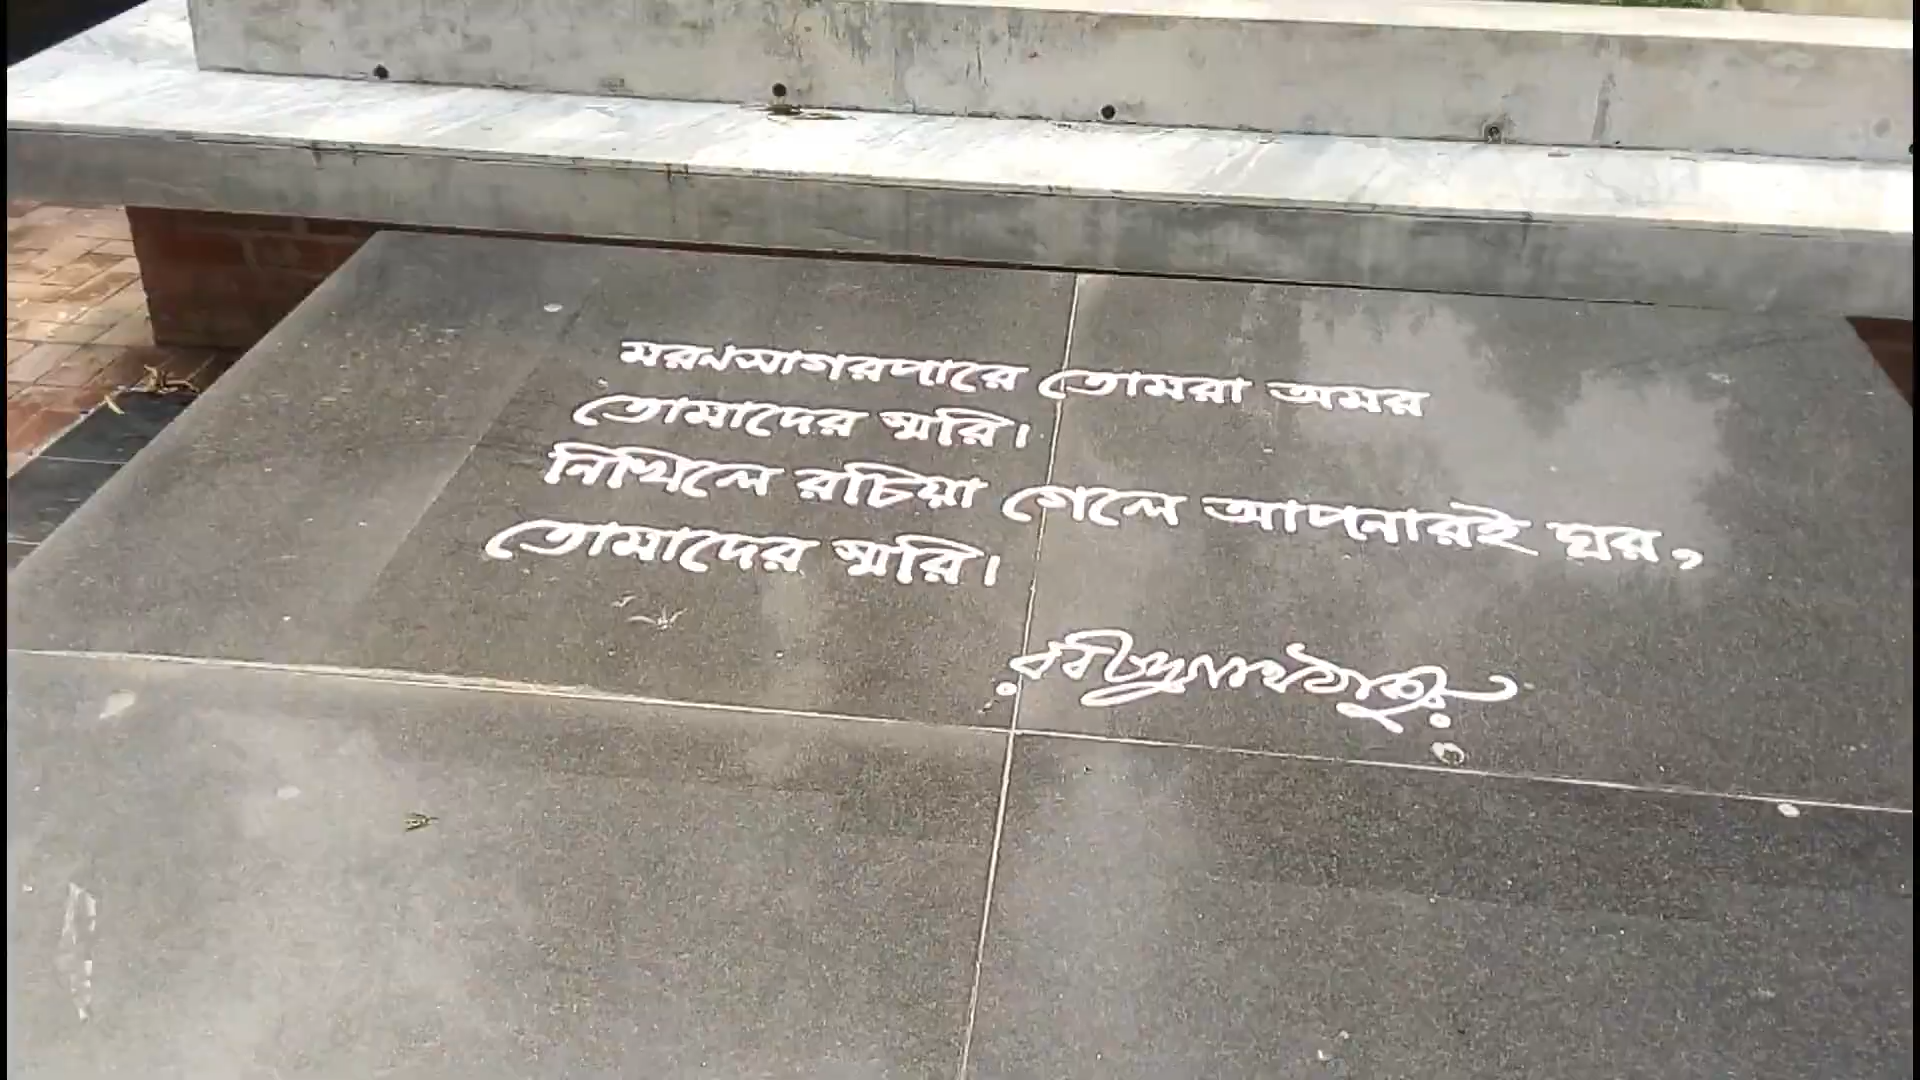 মরণসাগরপারে তোমরা অমর
তোমাদের স্মরি।
নিখিলে রচিয়া গেলে আপনারই ঘর,
তোমাদের স্মরি।
রবীন্দ্রনাথ ঠাকুর